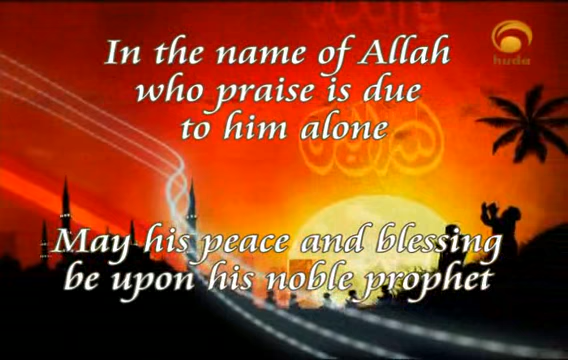 In the name of Allah
who praise is due
to him alone
huda
May his peace and blessing
be upon his noble prophet